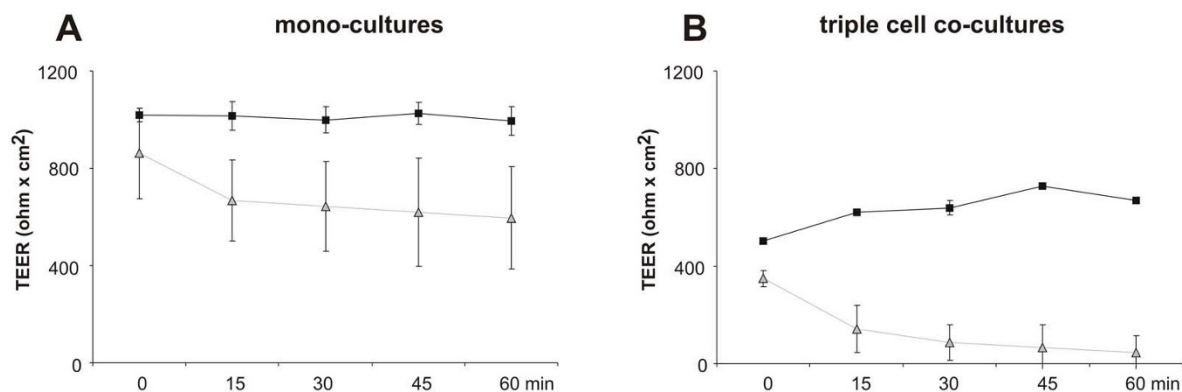 A mono-cultures
1200
800
400
0
TEER (ohm x cm2)
0 15 30 45 60 min
B triple cell co-cultures
1200
800
400
0
TEER (ohm x cm2)
0 15 30 45 60 min